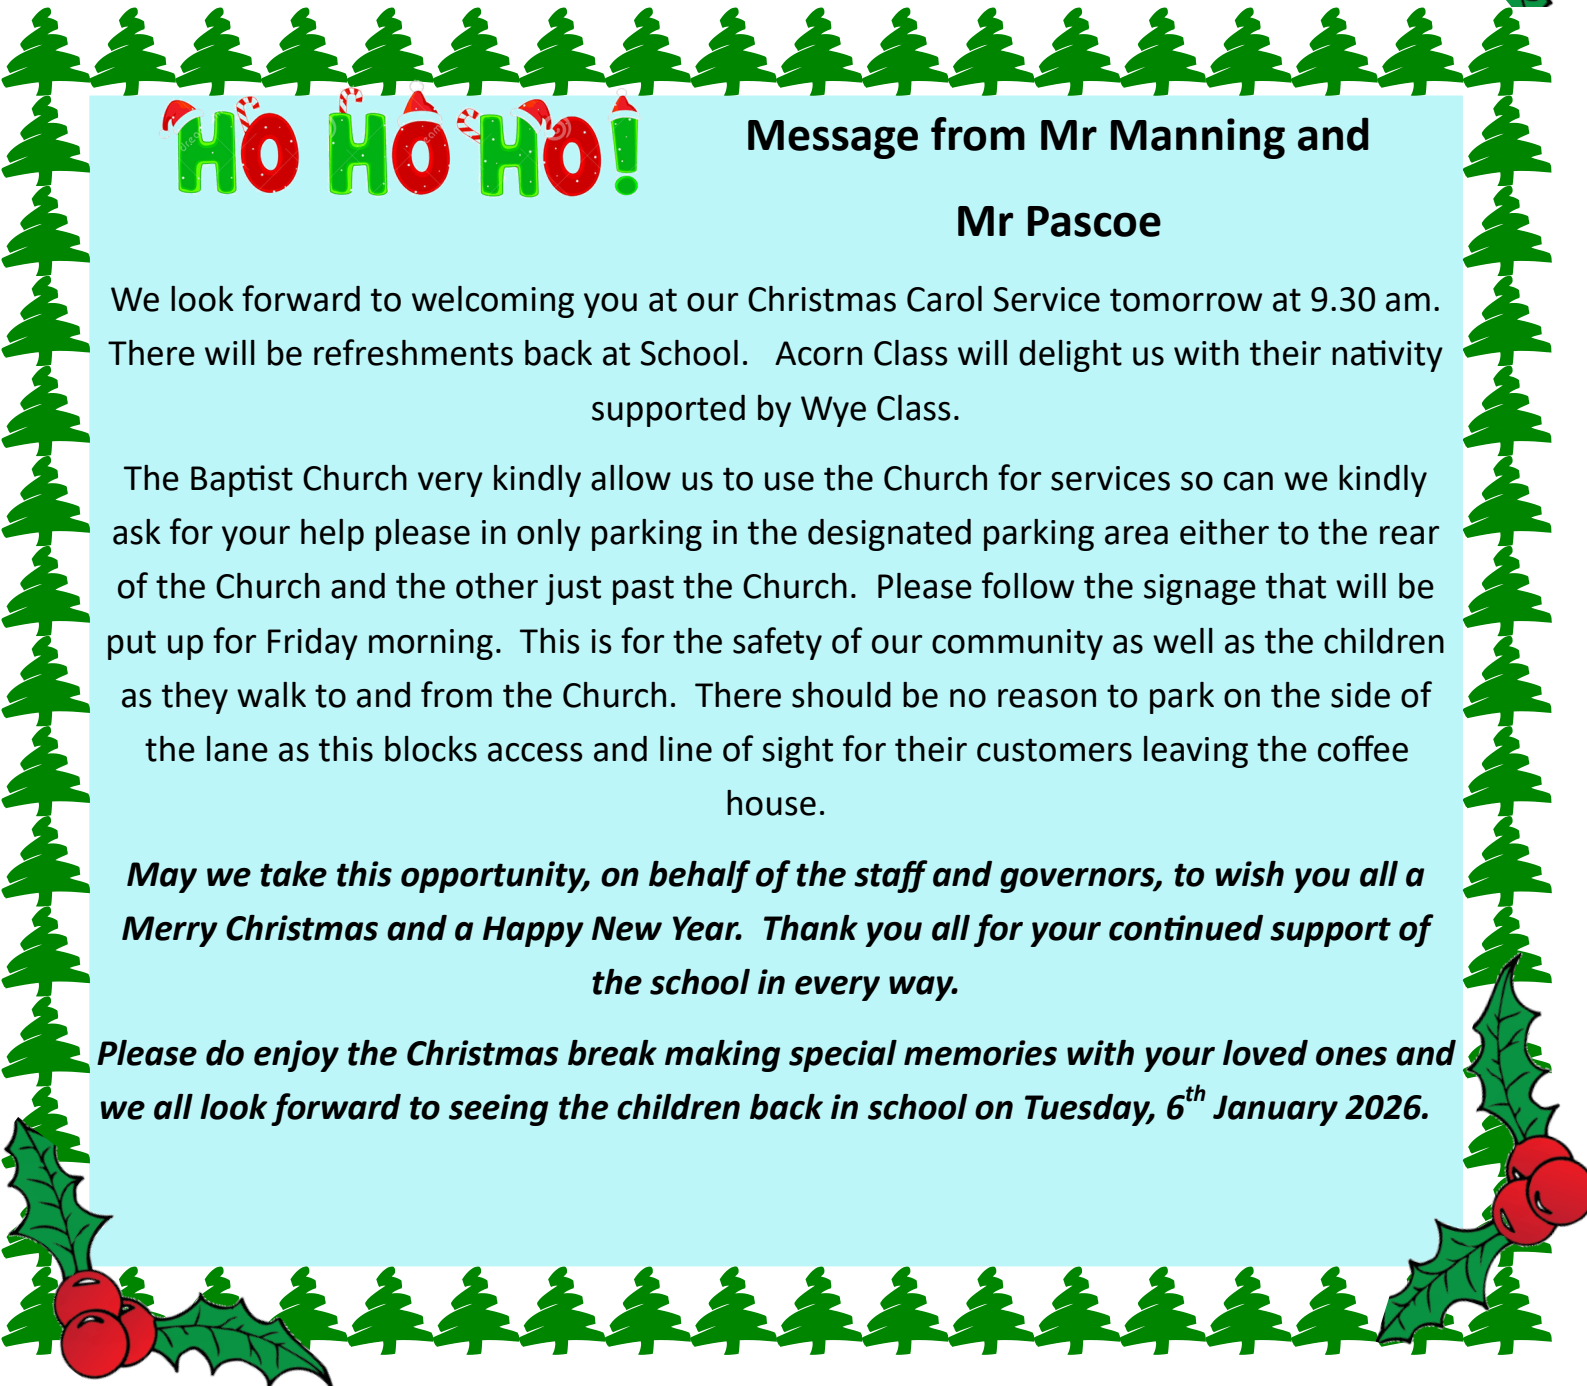 HO HO HO!
Message from Mr Manning and
Mr Pascoe
We look forward to welcoming you at our Christmas Carol Service tomorrow at 9.30 am.
There will be refreshments back at School.   Acorn Class will delight us with their nativity
supported by Wye Class.
The Baptist Church very kindly allow us to use the Church for services so can we kindly
ask for your help please in only parking in the designated parking area either to the rear
of the Church and the other just past the Church.  Please follow the signage that will be
put up for Friday morning.  This is for the safety of our community as well as the children
as they walk to and from the Church.  There should be no reason to park on the side of
the lane as this blocks access and line of sight for their customers leaving the coffee
house.
May we take this opportunity, on behalf of the staff and governors, to wish you all a
Merry Christmas and a Happy New Year.  Thank you all for your continued support of
the school in every way.
Please do enjoy the Christmas break making special memories with your loved ones and
we all look forward to seeing the children back in school on Tuesday, 6th January 2026.